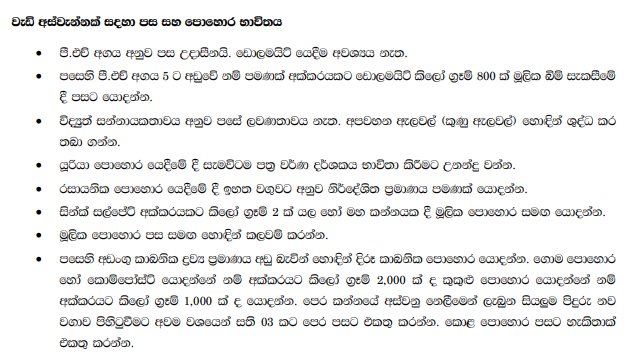 වැඩි අස්වැන්නක් සඳහා පස සහ පොහොර භාවිතය
• පී.එච් අගය අනුව පස උදාසීනයි. ඩොලමයිට් යෙදීම අවශ්‍යය නැත.
• පසෙහි පී.එච් අගය 5 ට අඩුවේ නම් පමණක් අක්කරයකට ඩොලමයිට් කිලෝ ග්‍රෑම් 800 ක් මූලික බිම් සැකසීමේ
දී පසට යොදන්න.
• විද්‍යුත් සන්නායකතාවය අනුව පසේ ලවණතාවය නැත. අපවහන ඇලවල් (කුණු ඇලවල්) හොඳින් ශුද්ධ කර
තබා ගන්න.
• යූරියා පොහොර යෙදීමේ දී සැමවිටම පත්‍ර වර්ණ දර්ශකය භාවිතා කිරීමට උනන්දු වන්න.
• රසායනික පොහොර යෙදීමේ දී ඉහත වගුවට අනුව නිර්දේශිත ප්‍රමාණය පමණක් යොදන්න.
• සින්ක් සල්පේට් අක්කරයකට කිලෝ ග්‍රෑම් 2 ක් යල හෝ මහ කන්නයක දී මූලික පොහොර සමඟ යොදන්න.
• මූලික පොහොර පස සමඟ හොඳින් කලවම් කරන්න.
• පසෙහි අඩංගු කාබනික ද්‍රව්‍ය ප්‍රමාණය අඩු බැවින් හොඳින් දිරූ කාබනික පොහොර යොදන්න. ගොම පොහොර
හෝ කොම්පෝස්ට් යොදන්නේ නම් අක්කරයට කිලෝ ග්‍රෑම් 2,000 ක් ද කුකුළු පොහොර යොදන්නේ නම්
අක්කරයට කිලෝ ග්‍රෑම් 1,000 ක් ද යොදන්න. පෙර කන්නයේ අස්වනු නෙලීමෙන් ලැබුන සියලුම පිදුරු නව
වගාව පිහිටුවීමට අවම වශයෙන් සති 03 කට පෙර පසට එකතු කරන්න. කොළ පොහොර පසට හැකිතාක්
එකතු කරන්න.